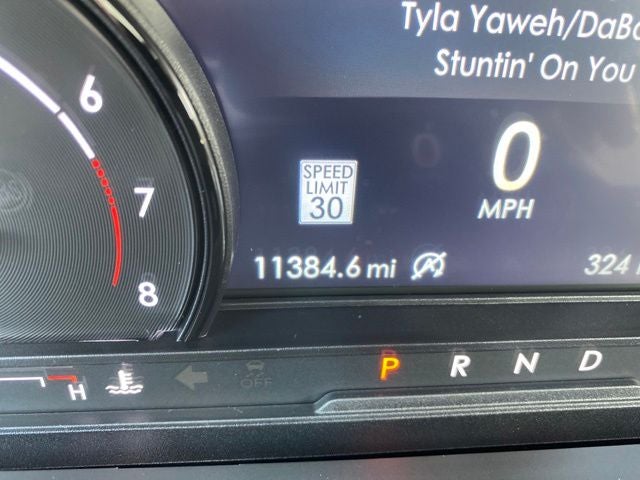 Tyla Yaweh/DaBa
Stuntin' On You
6
7
8
SPEED
LIMIT
30
0
MPH
11384.6 mi
324
H
OFF
P R N D